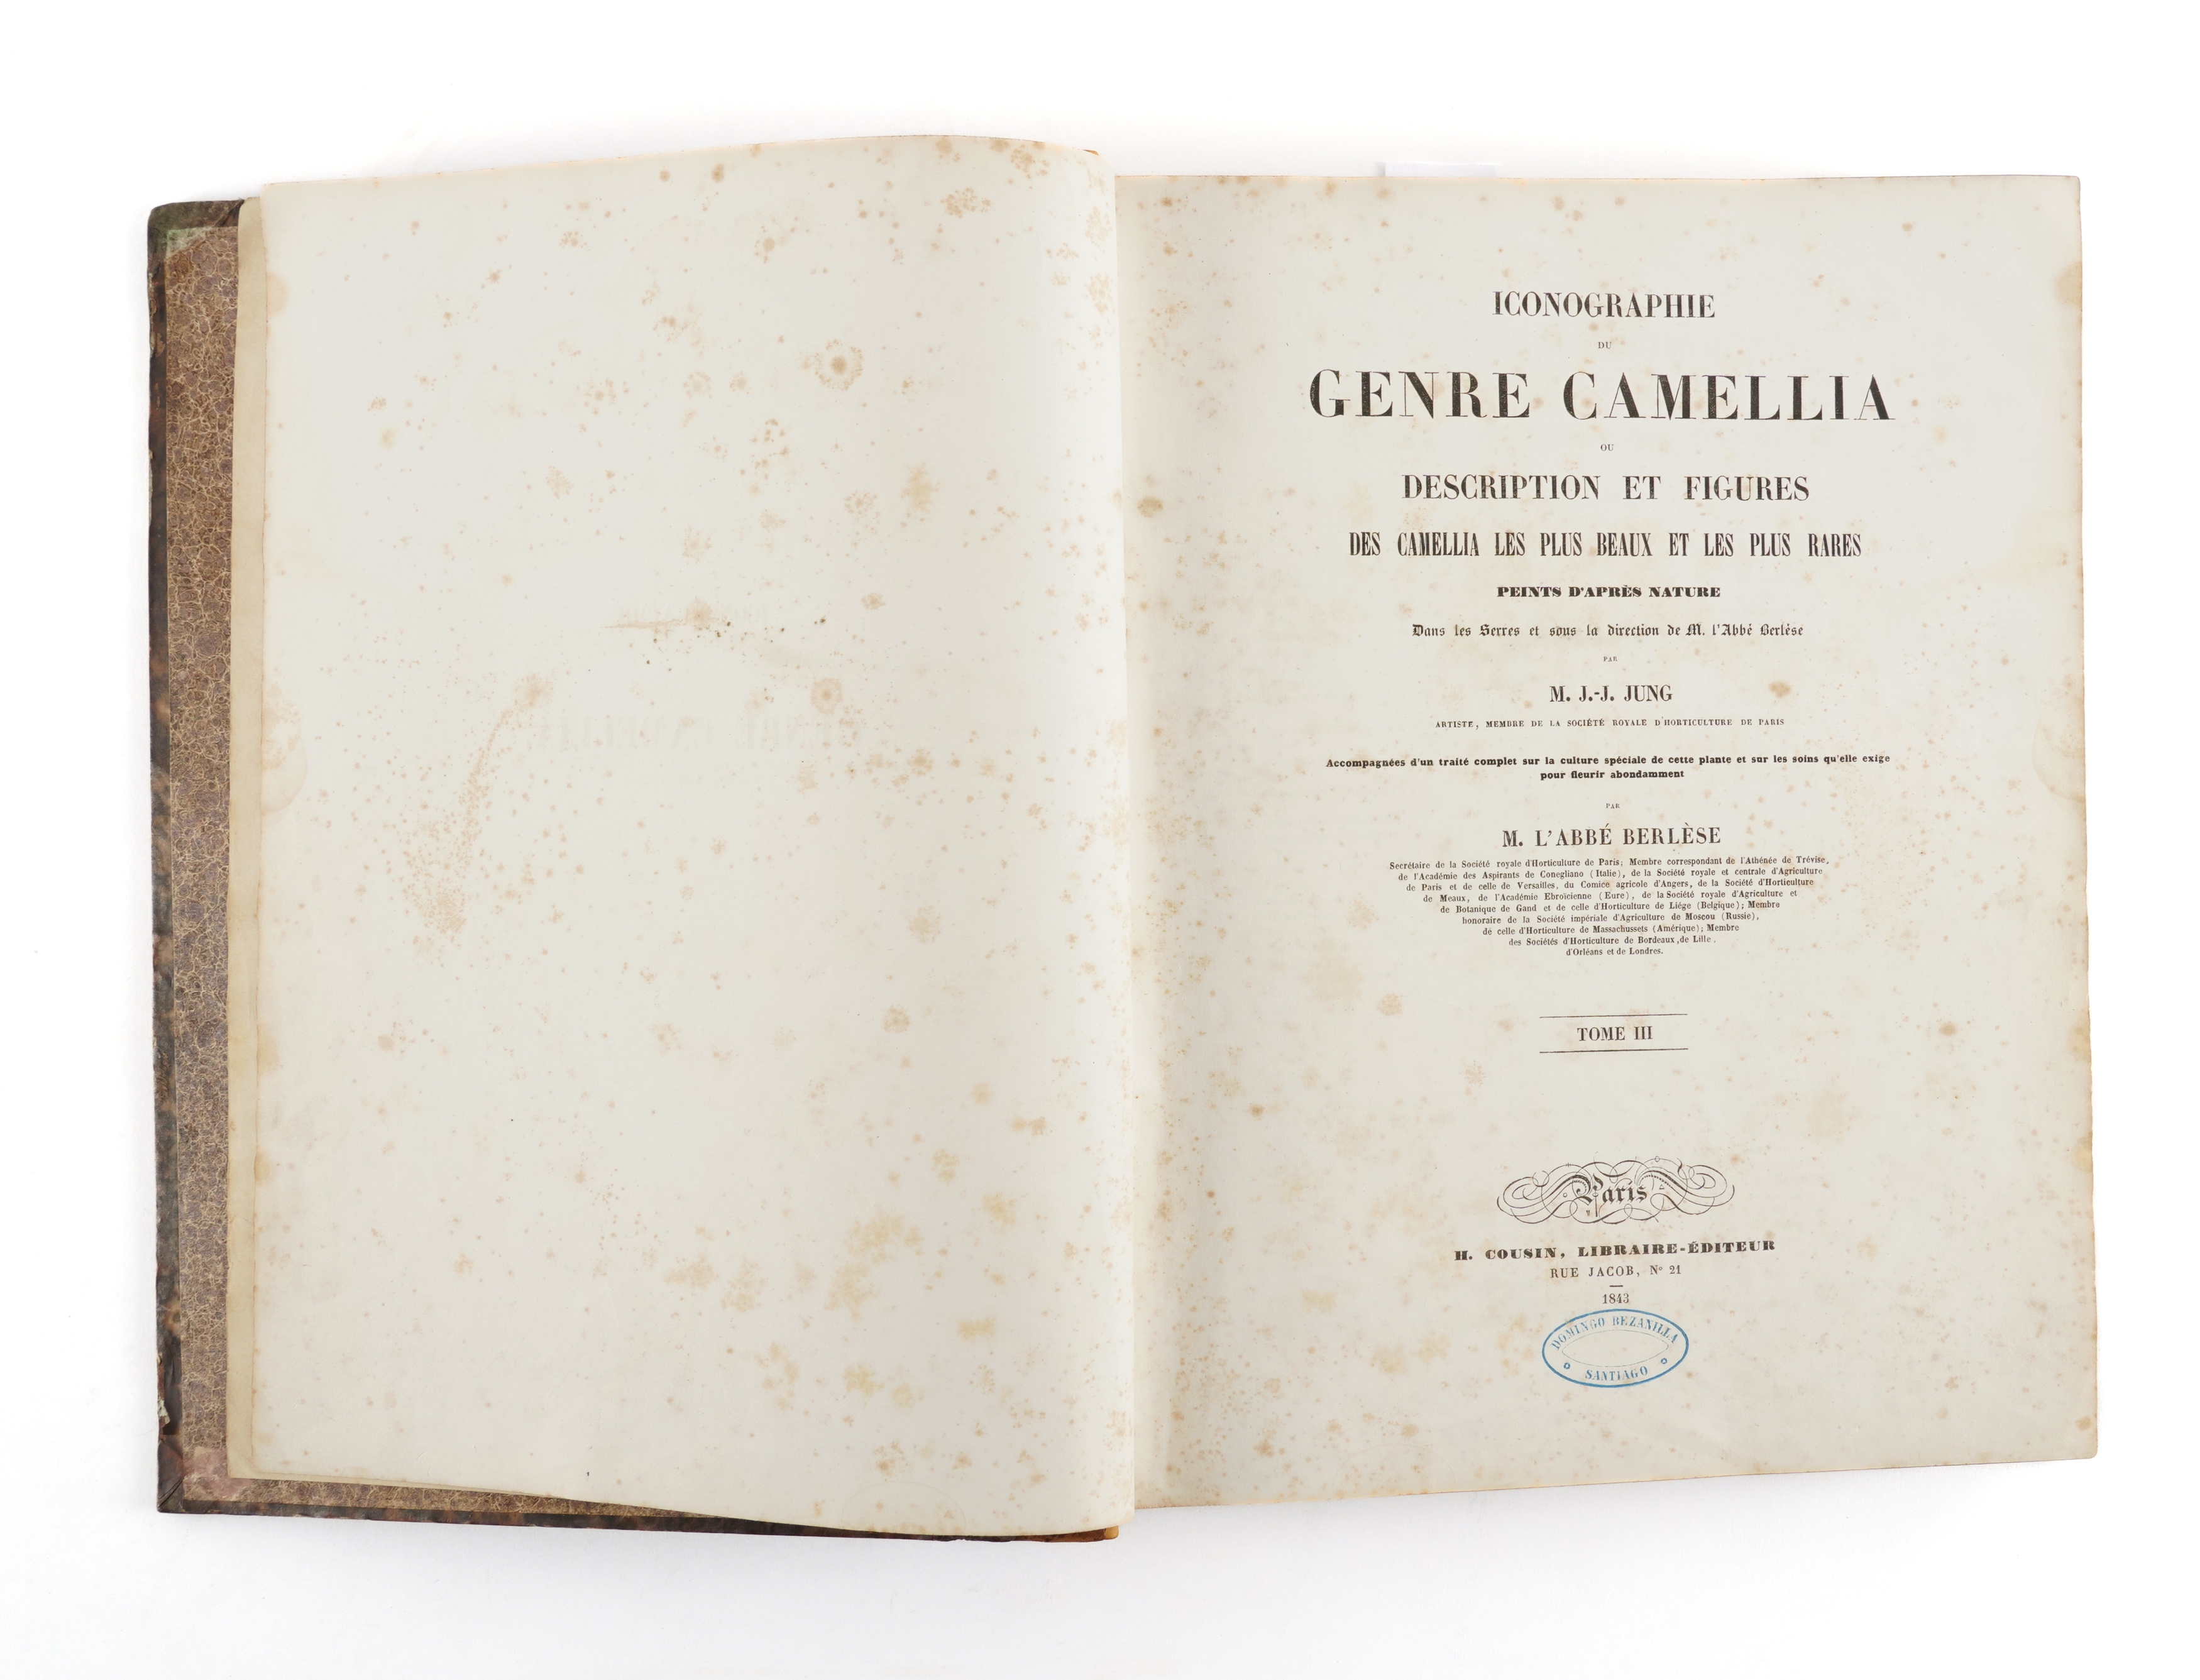 ICONOGRAPHIE
DU
GENRE CAMELLIA
OU
DESCRIPTION ET FIGURES
DES CAMELLIA LES PLUS BEAUX ET LES PLUS RARES
PEINTS D'APRÈS NATURE
Dans les Serres et sous la direction de M. l'Abbé Berlèse
PAR
M. J.-J. JUNG
ARTISTE, MEMBRE DE LA SOCIÉTÉ ROYALE D'HORTICULTURE DE PARIS
Accompagnées d'un traité complet sur la culture spéciale de cette plante et sur les soins qu'elle exige
pour fleurir abondamment
PAR
M. L'ABBÉ BERLÈSE
Secrétaire de la Société royale d'Horticulture de Paris; Membre correspondant de l'Athénée de Trévise,
de l'Académie des Aspirants de Conegliano (Italie), de la Société royale et centrale d'Agriculture
de Paris et de celle de Versailles, du Comice agricole d'Angers, de la Société d'Horticulture
de Meaux, de l'Académie Ebroïcienne (Eure), de la Société royale d'Agriculture et
de Botanique de Gand et de celle d'Horticulture de Liége (Belgique); Membre
honoraire de la Société impériale d'Agriculture de Moscou (Russie),
de celle d'Horticulture de Massachussets (Amérique); Membre
des Sociétés d'Horticulture de Bordeaux, de Lille,
d'Orléans et de Londres.
TOME III
Paris
H. COUSIN, LIBRAIRE-ÉDITEUR
RUE JACOB, N° 21
1843
DOMINGO BEZANILLA
SANTIAGO